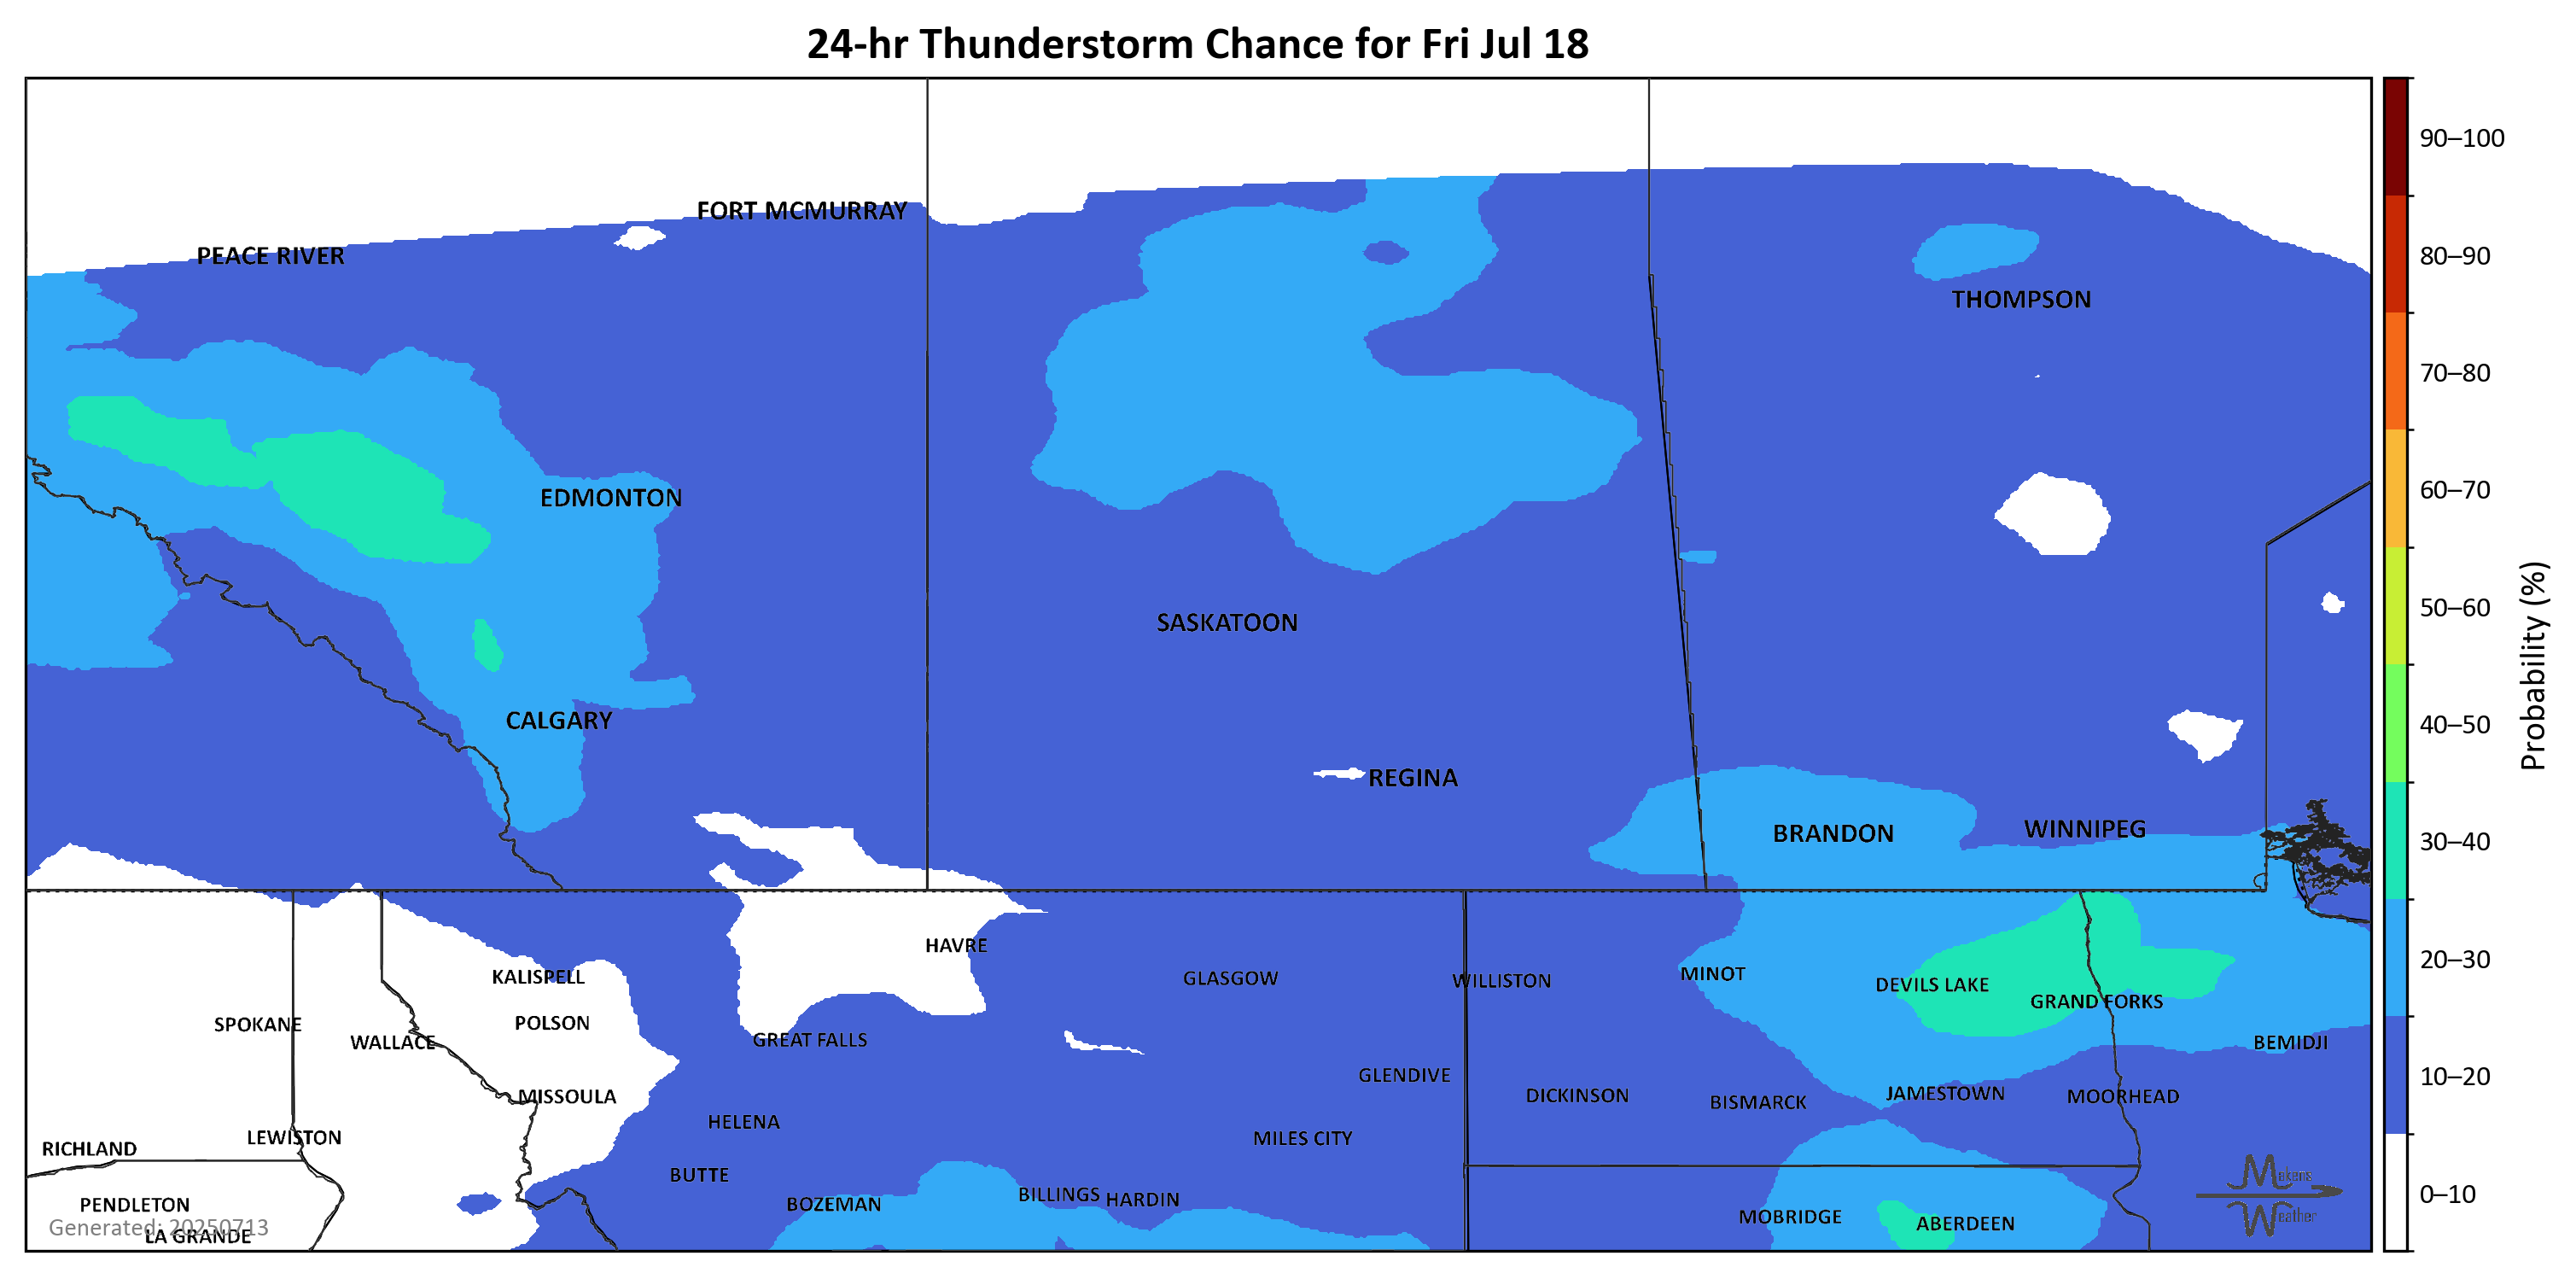 24-hr Thunderstorm Chance for Fri Jul 18
90–100
FORT MCMURRAY
PEACE RIVER
80–90
THOMPSON
70–80
60–70
EDMONTON
50–60
SASKATOON
CALGARY
40–50
Probability (%)
REGINA
BRANDON
WINNIPEG
30–40
HAVRE
20–30
KALISPELL
GLASGOW
WILLISTON
MINOT
DEVILS LAKE
GRAND FORKS
SPOKANE
POLSON
WALLACE
GREAT FALLS
BEMIDJI
GLENDIVE
10–20
MISSOULA
DICKINSON
BISMARCK
JAMESTOWN
MOORHEAD
HELENA
LEWISTON
MILES CITY
RICHLAND
BUTTE
Makens
0–10
BILLINGS
HARDIN
PENDLETON
BOZEMAN
MOBRIDGE
ABERDEEN
Weather
Generated: 20250713
LA GRANDE